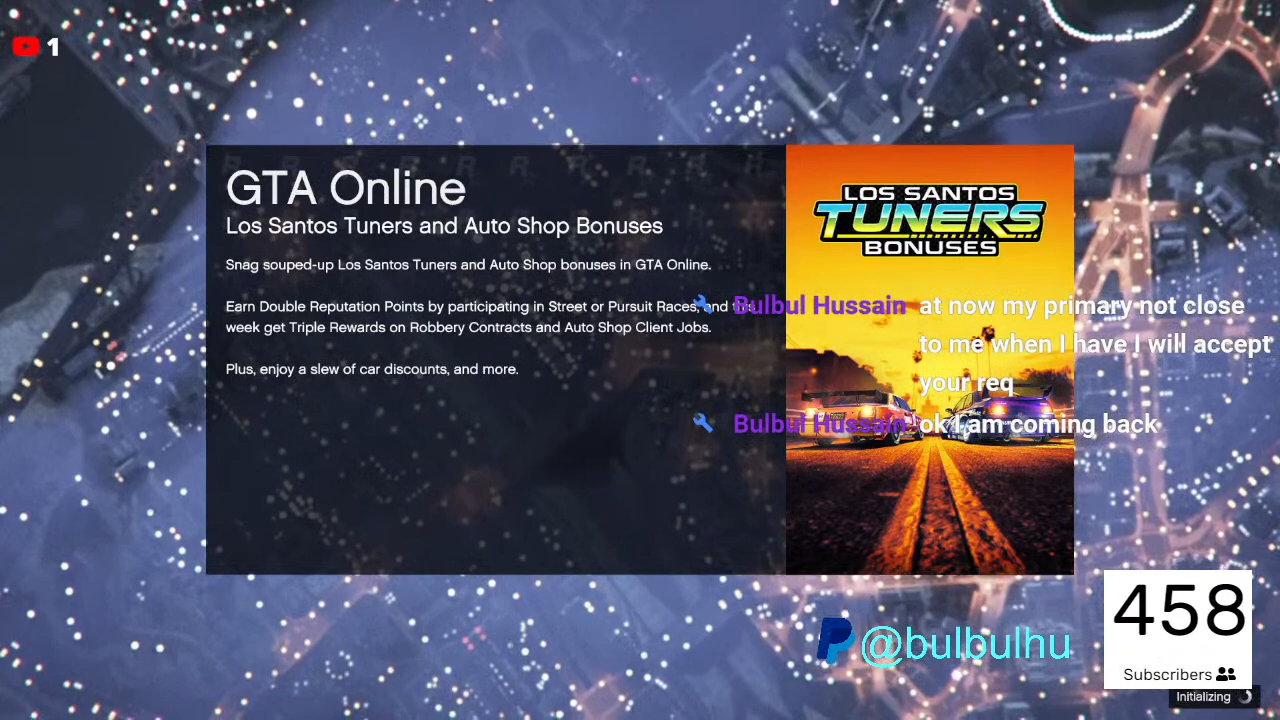 1
GTA Online
Los Santos Tuners and Auto Shop Bonuses
Snag souped-up Los Santos Tuners and Auto Shop bonuses in GTA Online.
Earn Double Reputation Points by participating in Street or Pursuit Races, and this
week get Triple Rewards on Robbery Contracts and Auto Shop Client Jobs.
Plus, enjoy a slew of car discounts, and more.
LOS SANTOS
TUNERS
BONUSES
Bulbul Hussain at now my primary not close
to me when I have I will accept
your req
Bulbul Hussain ok I am coming back
@bulbulhu
458
Subscribers
Initializing